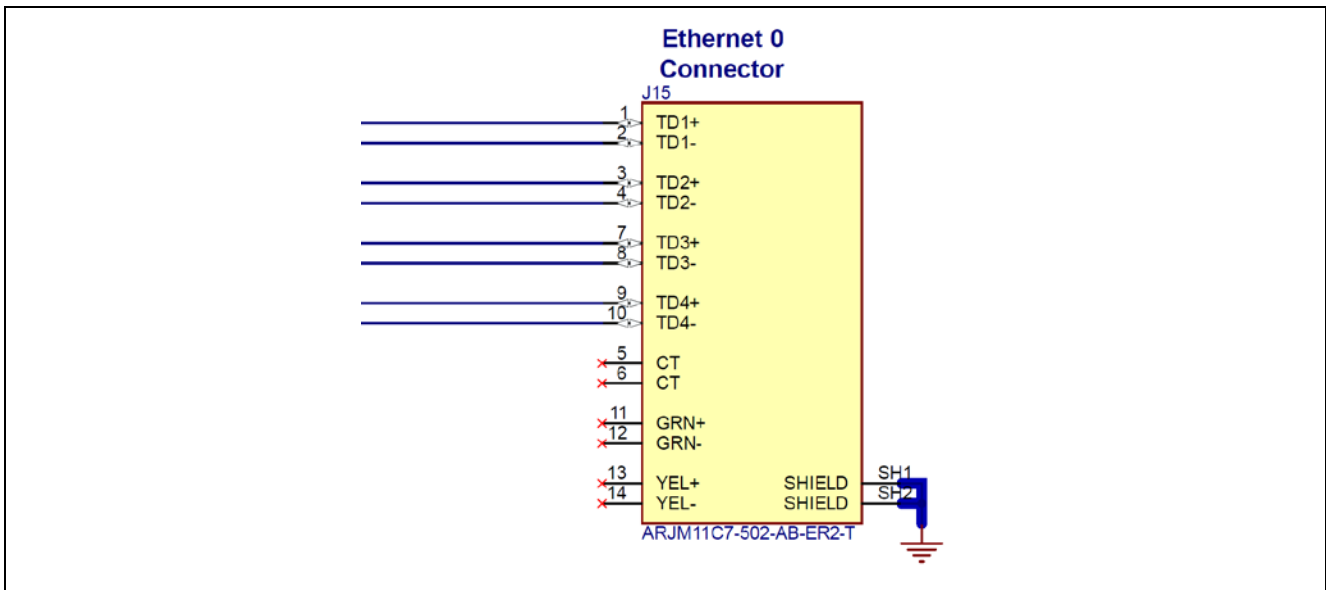 Ethernet 0
Connector
J15
1 TD1+
2 TD1-
3 TD2+
4 TD2-
7 TD3+
8 TD3-
9 TD4+
10 TD4-
5 CT
6 CT
11 GRN+
12 GRN-
13 YEL+ SHIELD SH1
14 YEL- SHIELD SH2
ARJM11C7-502-AB-ER2-T